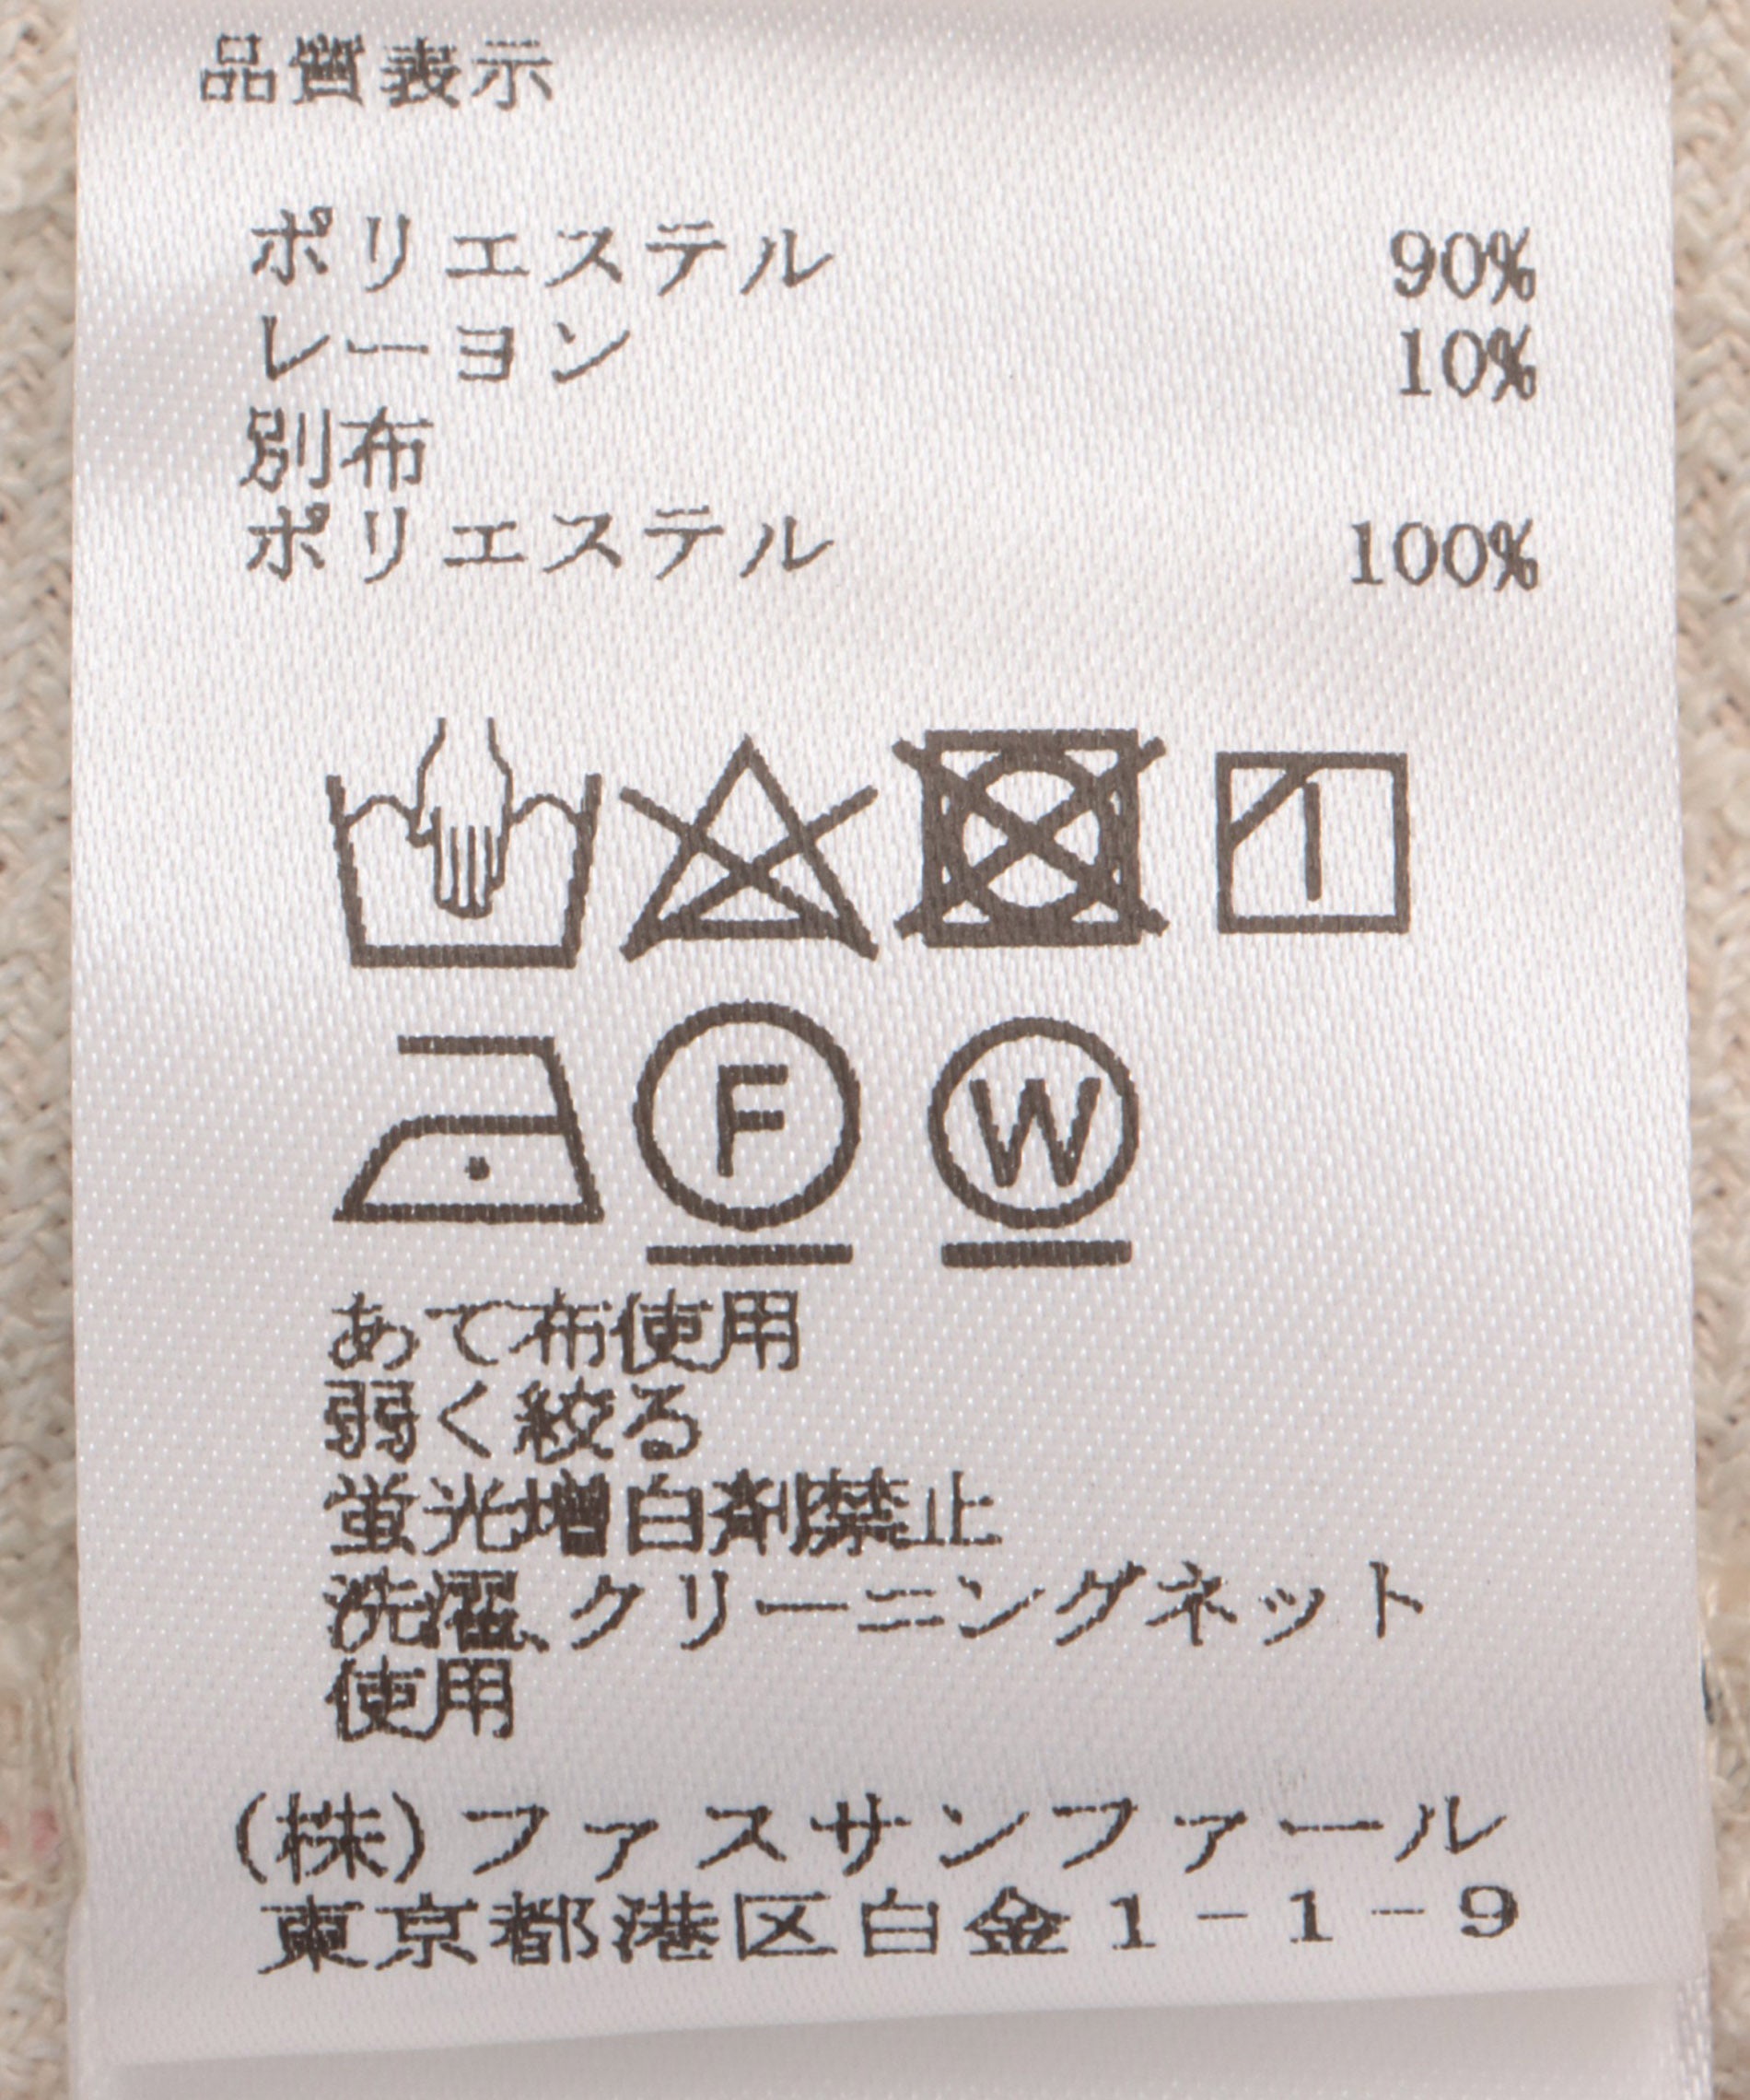 品質表示
ポリエステル 90%
レーヨン 10%
別布
ポリエステル 100%
F W
あて布使用
弱く絞る
蛍光増白剤禁止
洗濯、クリーニングネット
使用
(株)ファスサンファール
東京都港区白金1-1-9